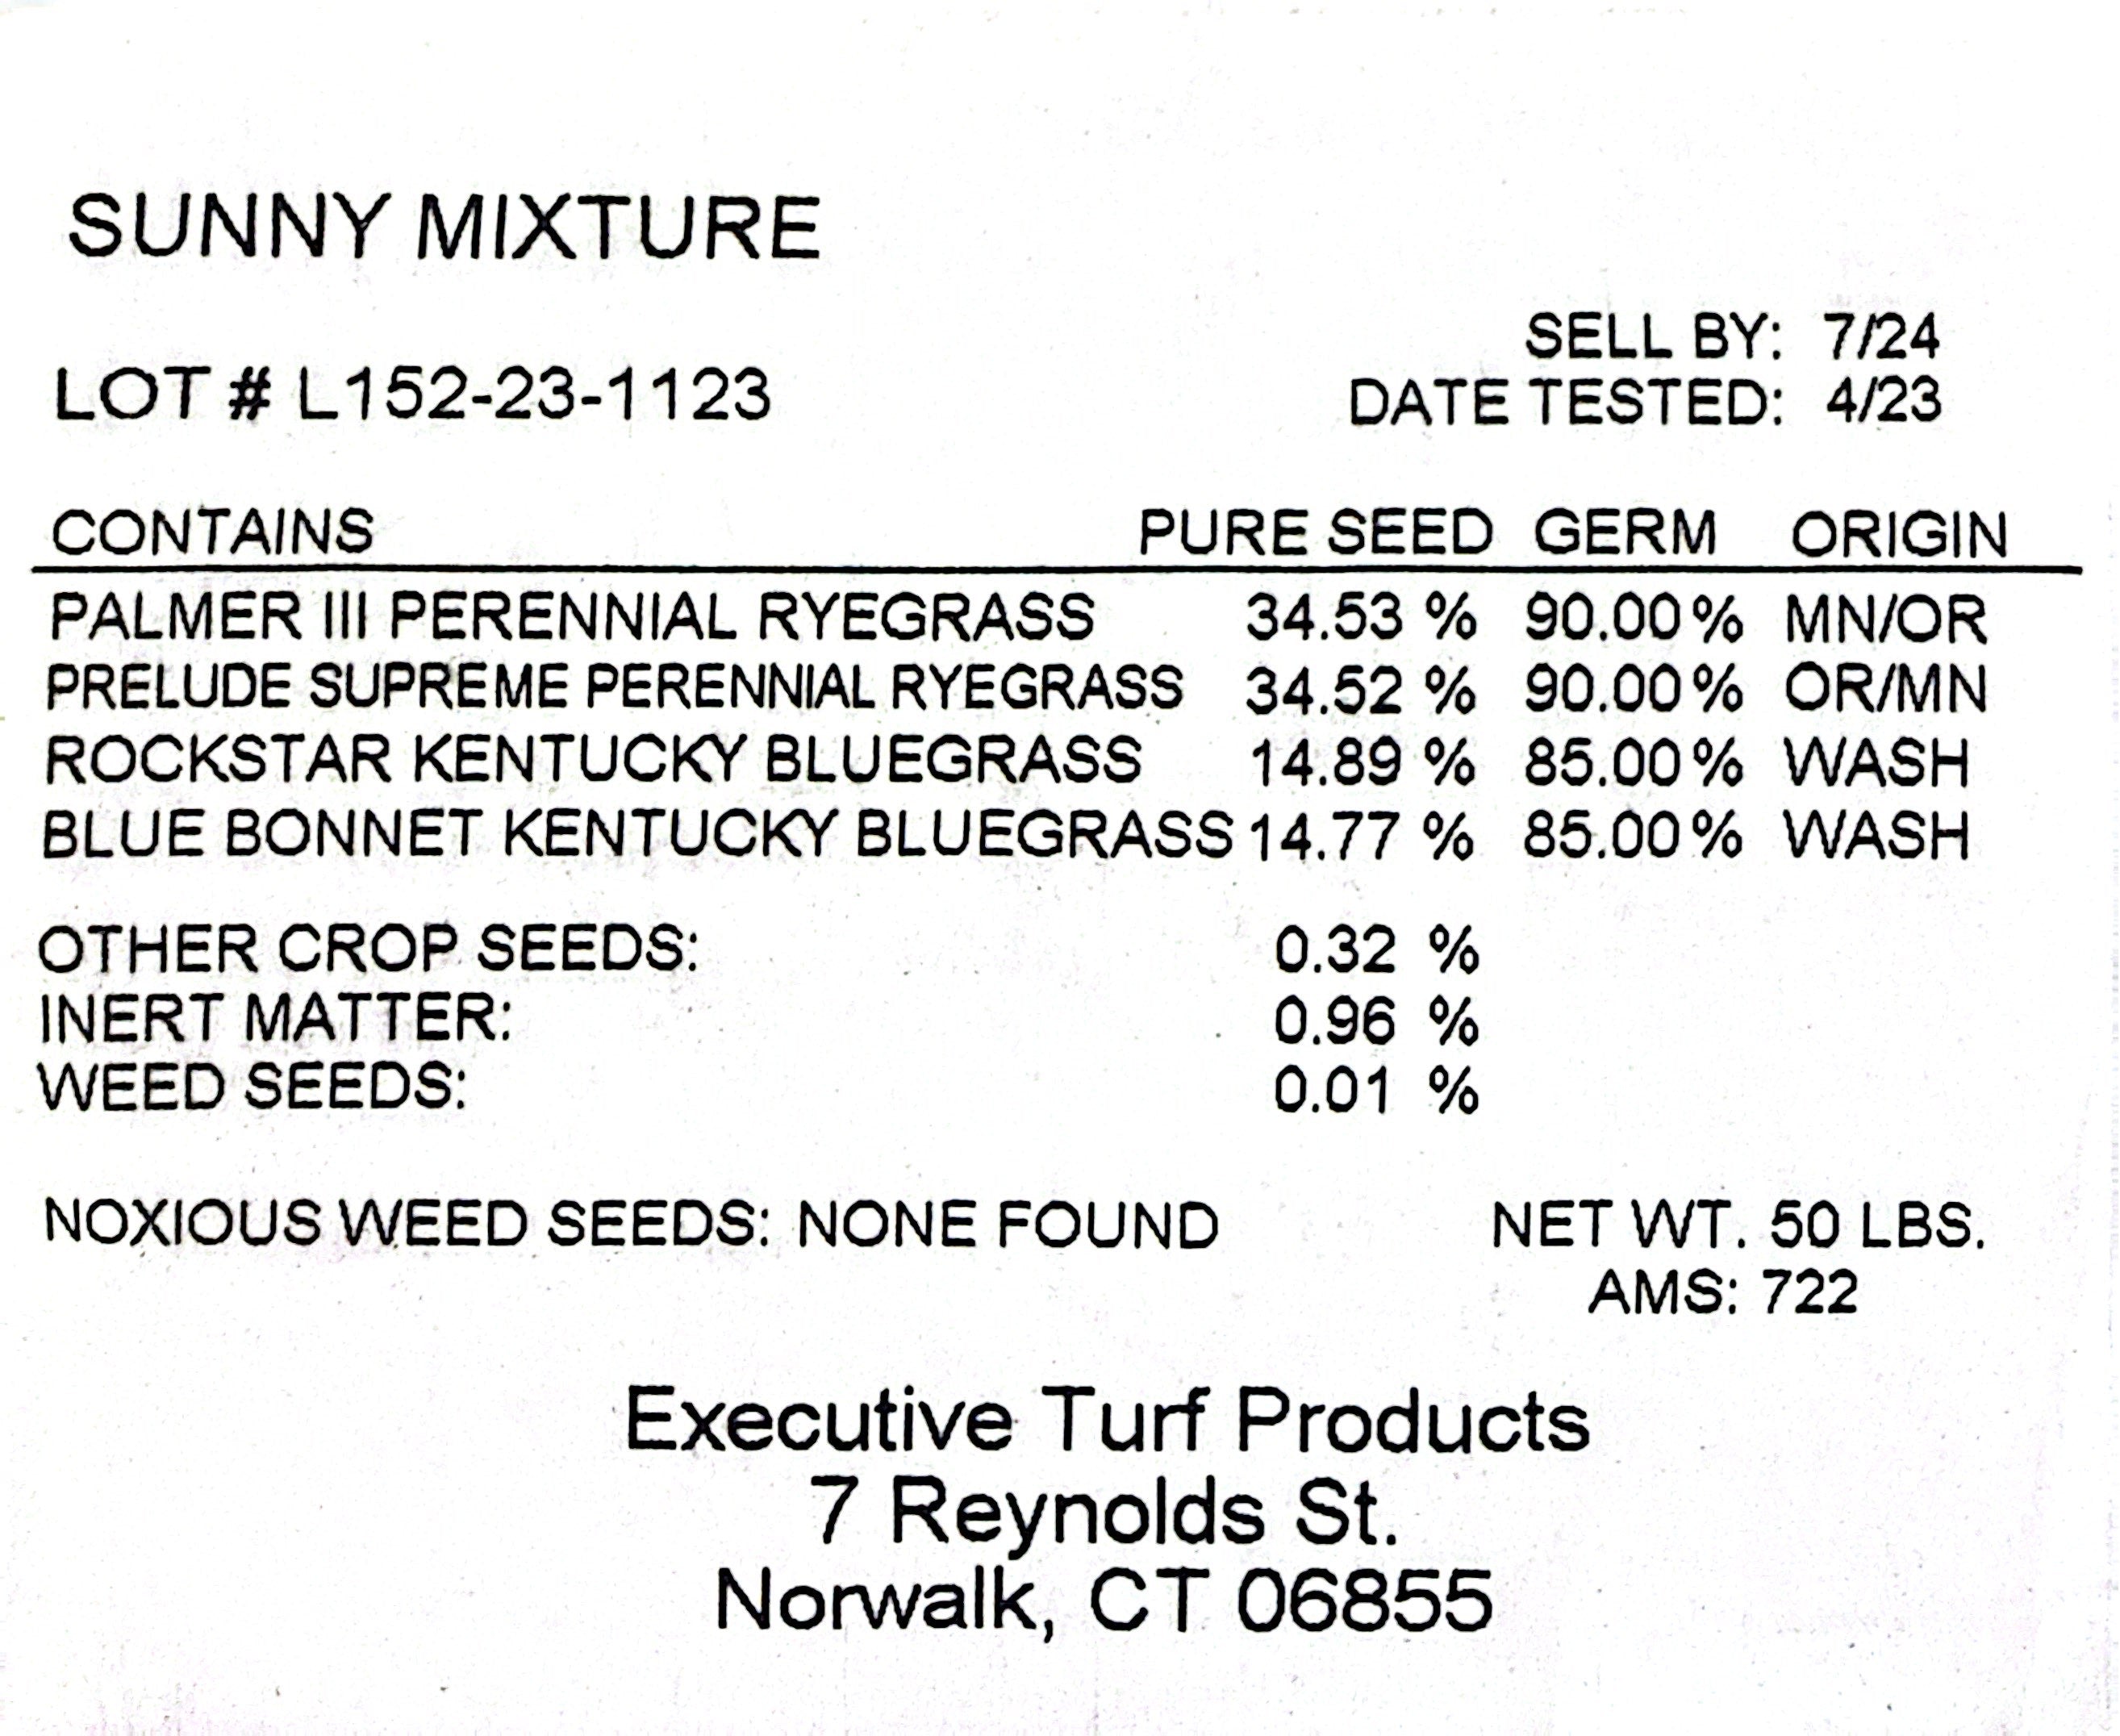 SUNNY MIXTURE
SELL BY: 7/24
LOT # L152-23-1123
DATE TESTED: 4/23
CONTAINS PURE SEED GERM ORIGIN
PALMER III PERENNIAL RYEGRASS 34.53 % 90.00% MN/OR
PRELUDE SUPREME PERENNIAL RYEGRASS 34.52 % 90.00% OR/MN
ROCKSTAR KENTUCKY BLUEGRASS 14.89 % 85.00% WASH
BLUE BONNET KENTUCKY BLUEGRASS 14.77 % 85.00% WASH
OTHER CROP SEEDS: 0.32 %
INERT MATTER: 0.96 %
WEED SEEDS: 0.01 %
NOXIOUS WEED SEEDS: NONE FOUND NET WT. 50 LBS.
AMS: 722
Executive Turf Products
7 Reynolds St.
Norwalk, CT 06855